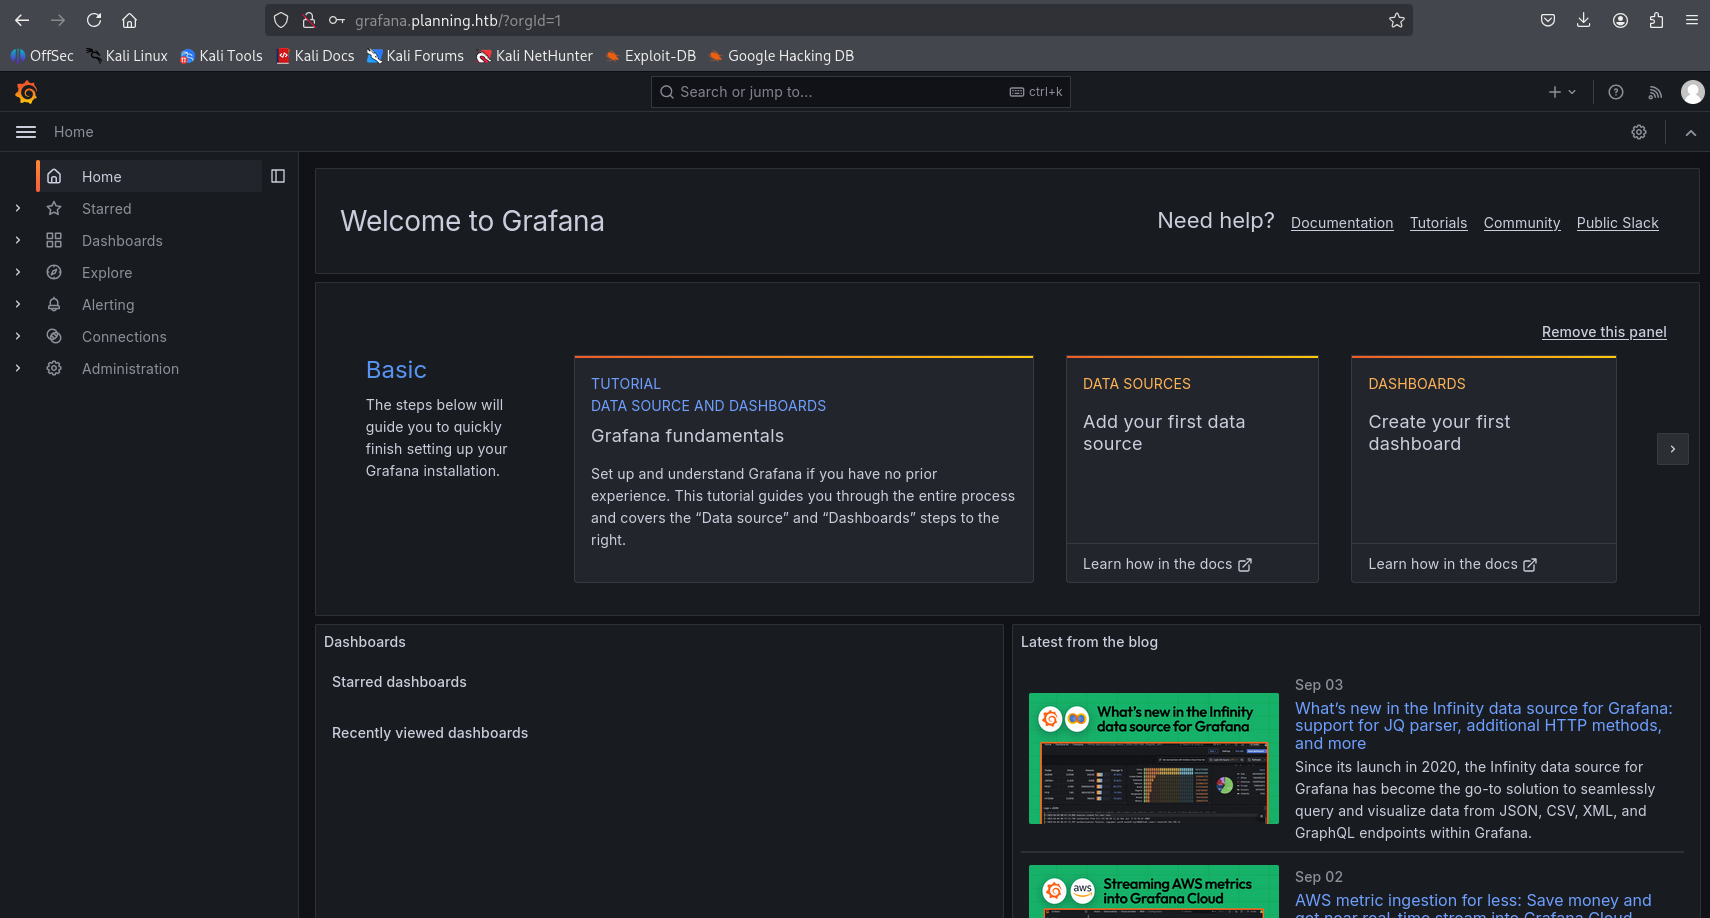 grafana.planning.htb/?orgId=1
OffSec Kali Linux Kali Tools Kali Docs Kali Forums Kali NetHunter Exploit-DB Google Hacking DB
Search or jump to... ctrl+k
Home
Home
Starred
Dashboards
Explore
Alerting
Connections
Administration
Welcome to Grafana
Need help? Documentation Tutorials Community Public Slack
Remove this panel
Basic
The steps below will
guide you to quickly
finish setting up your
Grafana installation.
TUTORIAL
DATA SOURCE AND DASHBOARDS
Grafana fundamentals
Set up and understand Grafana if you have no prior
experience. This tutorial guides you through the entire process
and covers the “Data source” and “Dashboards” steps to the
right.
DATA SOURCES
Add your first data
source
Learn how in the docs
DASHBOARDS
Create your first
dashboard
Learn how in the docs
Dashboards
Starred dashboards
Recently viewed dashboards
Latest from the blog
What's new in the Infinity
data source for Grafana
Sep 03
What's new in the Infinity data source for Grafana:
support for JQ parser, additional HTTP methods,
and more
Since its launch in 2020, the Infinity data source for
Grafana has become the go-to solution to seamlessly
query and visualize data from JSON, CSV, XML, and
GraphQL endpoints within Grafana.
aws
Streaming AWS metrics
into Grafana Cloud
Sep 02
AWS metric ingestion for less: Save money and
get near real-time stream into Grafana Cloud